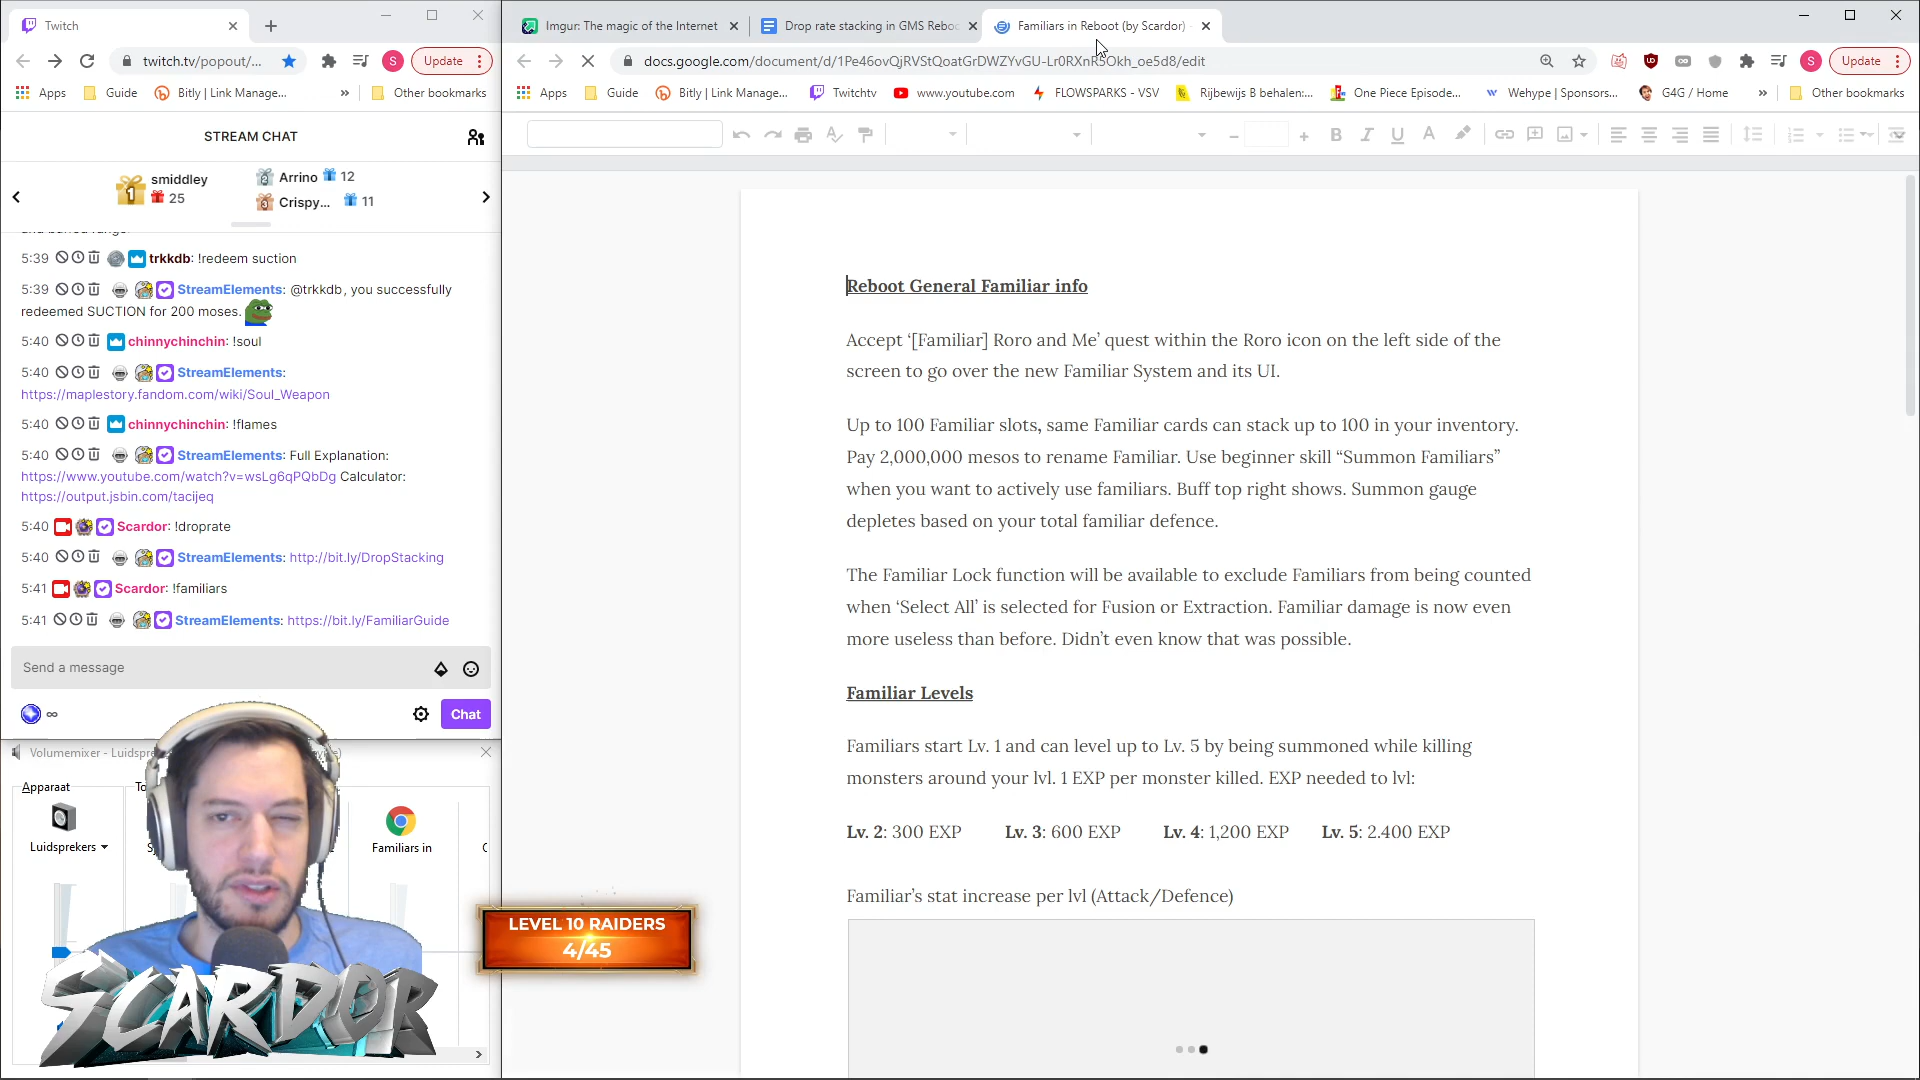 Twitch
twitch.tv/popout/...
Update
Apps
Guide
Bitly | Link Manage...
»
Other bookmarks
STREAM CHAT
smiddley
25
Arrino 12
Crispy... 11
5:39 trkkdb: !redeem suction
5:39 StreamElements: @trkkdb, you successfully
redeemed SUCTION for 200 moses.
5:40 chinnychinchin: !soul
5:40 StreamElements:
https://maplestory.fandom.com/wiki/Soul_Weapon
5:40 chinnychinchin: !flames
5:40 StreamElements: Full Explanation:
https://www.youtube.com/watch?v=wsLg6qPQbDg Calculator:
https://output.jsbin.com/tacijeq
5:40 Scardor: !droprate
5:40 StreamElements: http://bit.ly/DropStacking
5:41 Scardor: !familiars
5:41 StreamElements: https://bit.ly/FamiliarGuide
Send a message
∞
Chat
Volumemixer - Luidspre
Apparaat
Luidsprekers
Familiars in
SCARDOR
LEVEL 10 RAIDERS
4/45
Imgur: The magic of the Internet
Drop rate stacking in GMS Reboo
Familiars in Reboot (by Scardor)
docs.google.com/document/d/1Pe46ovQjRVStQoatGrDWZYvGU-Lr0RXnR5Okh_oe5d8/edit
S
Update
Apps
Guide
Bitly | Link Manage...
Twitchtv
www.youtube.com
FLOWSPARKS - VSV
Rijbewijs B behalen:...
One Piece Episode...
Wehype | Sponsors...
G4G / Home
»
Other bookmarks
Reboot General Familiar info
Accept ‘[Familiar] Roro and Me’ quest within the Roro icon on the left side of the
screen to go over the new Familiar System and its UI.
Up to 100 Familiar slots, same Familiar cards can stack up to 100 in your inventory.
Pay 2,000,000 mesos to rename Familiar. Use beginner skill “Summon Familiars”
when you want to actively use familiars. Buff top right shows. Summon gauge
depletes based on your total familiar defence.
The Familiar Lock function will be available to exclude Familiars from being counted
when ‘Select All’ is selected for Fusion or Extraction. Familiar damage is now even
more useless than before. Didn’t even know that was possible.
Familiar Levels
Familiars start Lv. 1 and can level up to Lv. 5 by being summoned while killing
monsters around your lvl. 1 EXP per monster killed. EXP needed to lvl:
Lv. 2: 300 EXP Lv. 3: 600 EXP Lv. 4: 1,200 EXP Lv. 5: 2.400 EXP
Familiar’s stat increase per lvl (Attack/Defence)